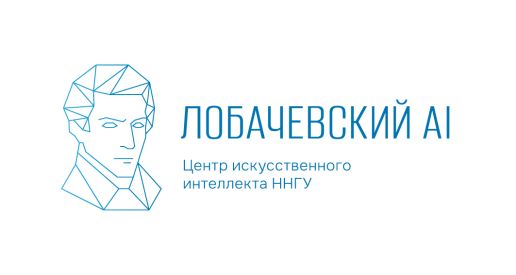 ЛОБАЧЕВСКИЙ AI
Центр искусственного
интеллекта ННГУ